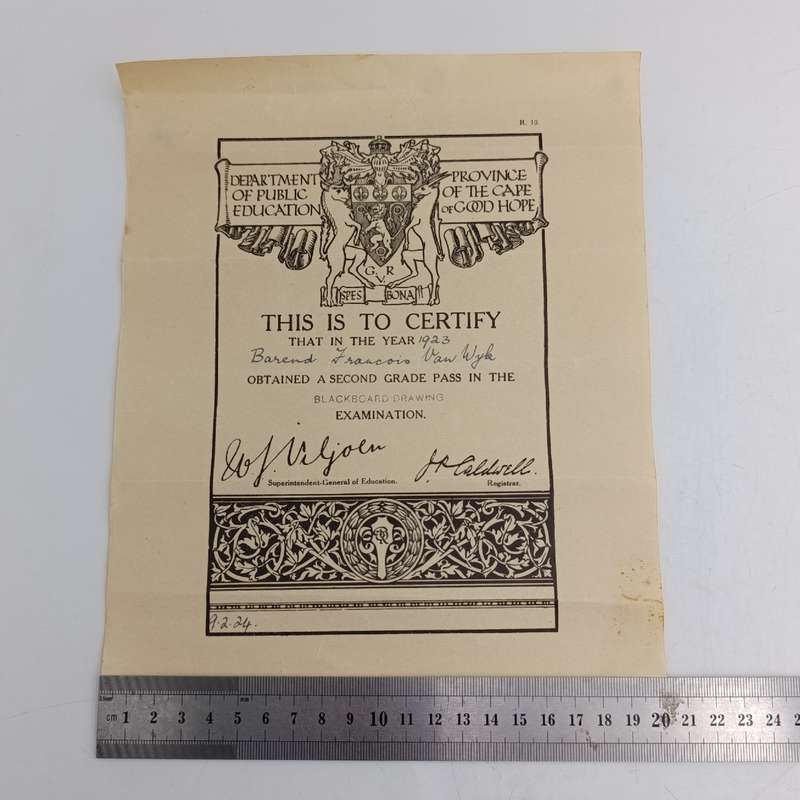 R. 13.
DEPARTMENT
OF PUBLIC
EDUCATION
PROVINCE
OF THE CAPE
OF GOOD HOPE
G R
V
SPES BONA
THIS IS TO CERTIFY
THAT IN THE YEAR 1923
Barend Francois Van Wyk
OBTAINED A SECOND GRADE PASS IN THE
BLACKBOARD DRAWING
EXAMINATION.
W. J. Viljoen
Superintendent-General of Education.
J. P. Caldwell.
Registrar.
9.2.24.
cm 1 2 3 4 5 6 7 8 9 10 11 12 13 14 15 16 17 18 19 20 21 22 23 24